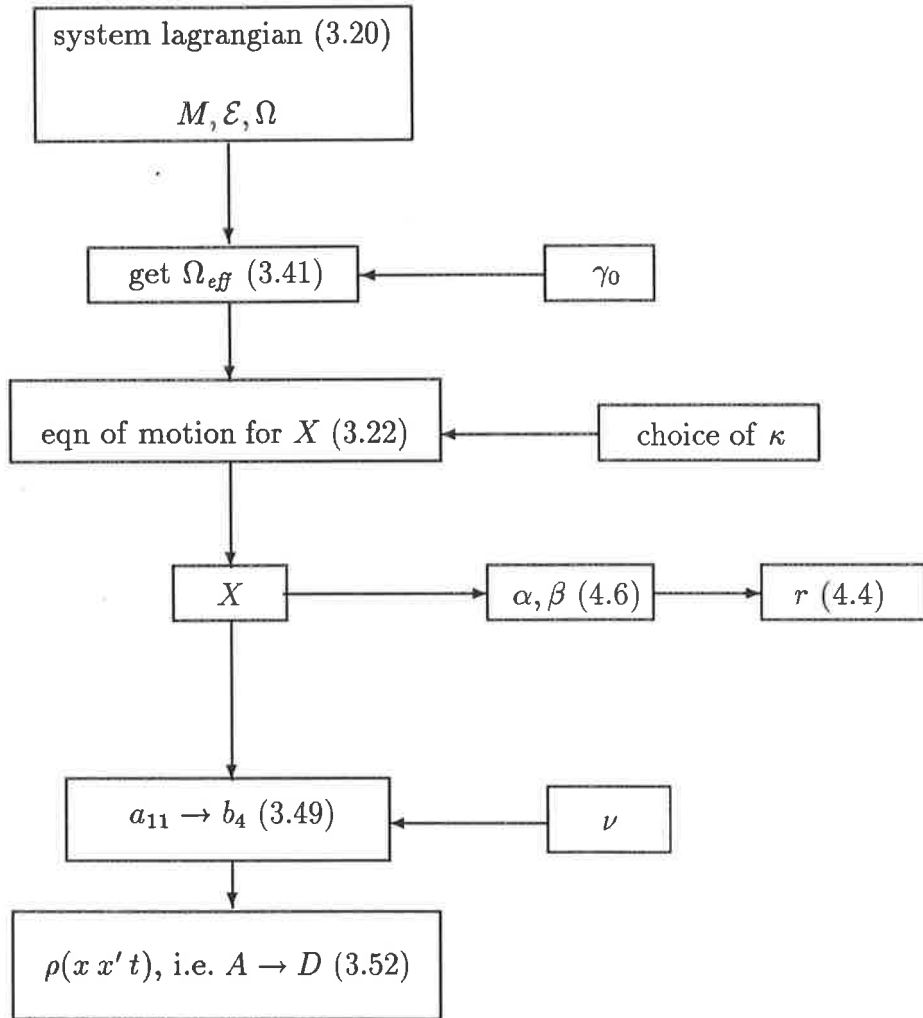 system lagrangian (3.20)
M, ℰ, Ω
get Ω_eff (3.41)
γ₀
eqn of motion for X (3.22)
choice of κ
X
α, β (4.6)
r (4.4)
a₁₁ → b₄ (3.49)
ν
ρ(x x′ t), i.e. A → D (3.52)